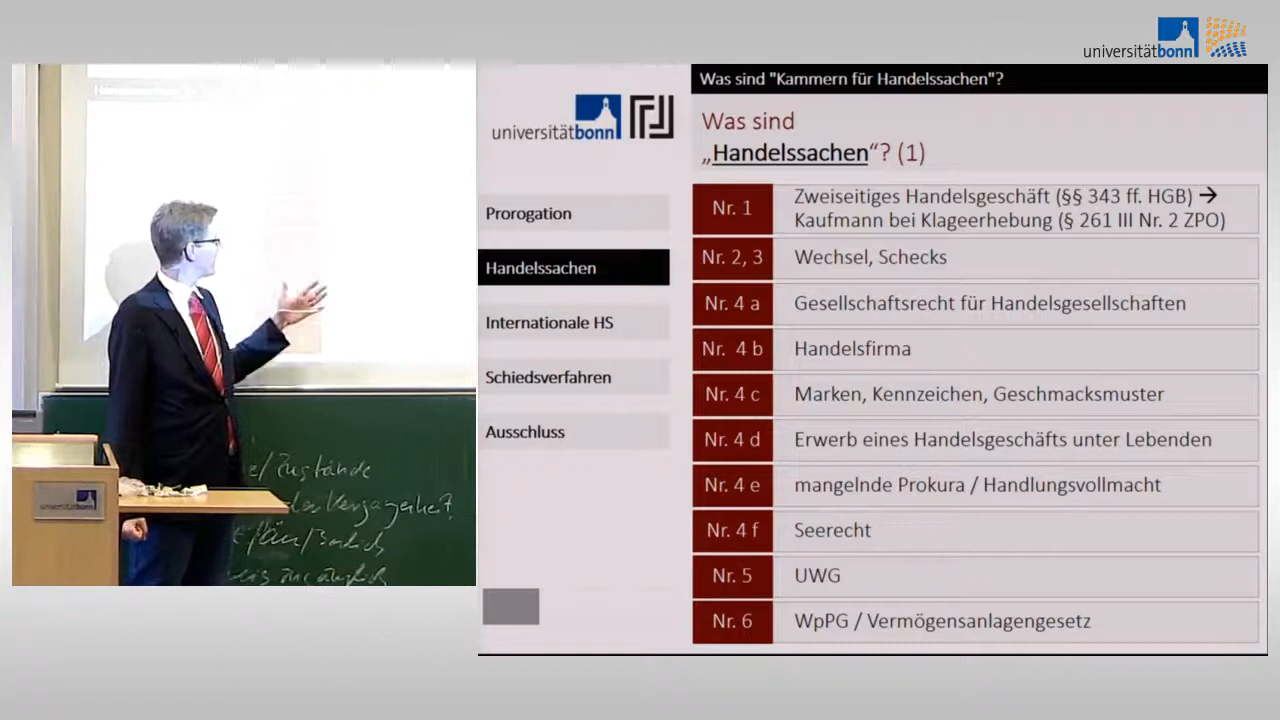 universitätbonn
Was sind "Kammern für Handelssachen"?
universitätbonn
Was sind
„Handelssachen“? (1)
Prorogation
Handelssachen
Internationale HS
Schiedsverfahren
Ausschluss
Nr. 1 Zweiseitiges Handelsgeschäft (§§ 343 ff. HGB) →
Kaufmann bei Klageerhebung (§ 261 III Nr. 2 ZPO)
Nr. 2, 3 Wechsel, Schecks
Nr. 4 a Gesellschaftsrecht für Handelsgesellschaften
Nr. 4 b Handelsfirma
Nr. 4 c Marken, Kennzeichen, Geschmacksmuster
Nr. 4 d Erwerb eines Handelsgeschäfts unter Lebenden
Nr. 4 e mangelnde Prokura / Handlungsvollmacht
Nr. 4 f Seerecht
Nr. 5 UWG
Nr. 6 WpPG / Vermögensanlagengesetz
/Zustände
universitätbonn